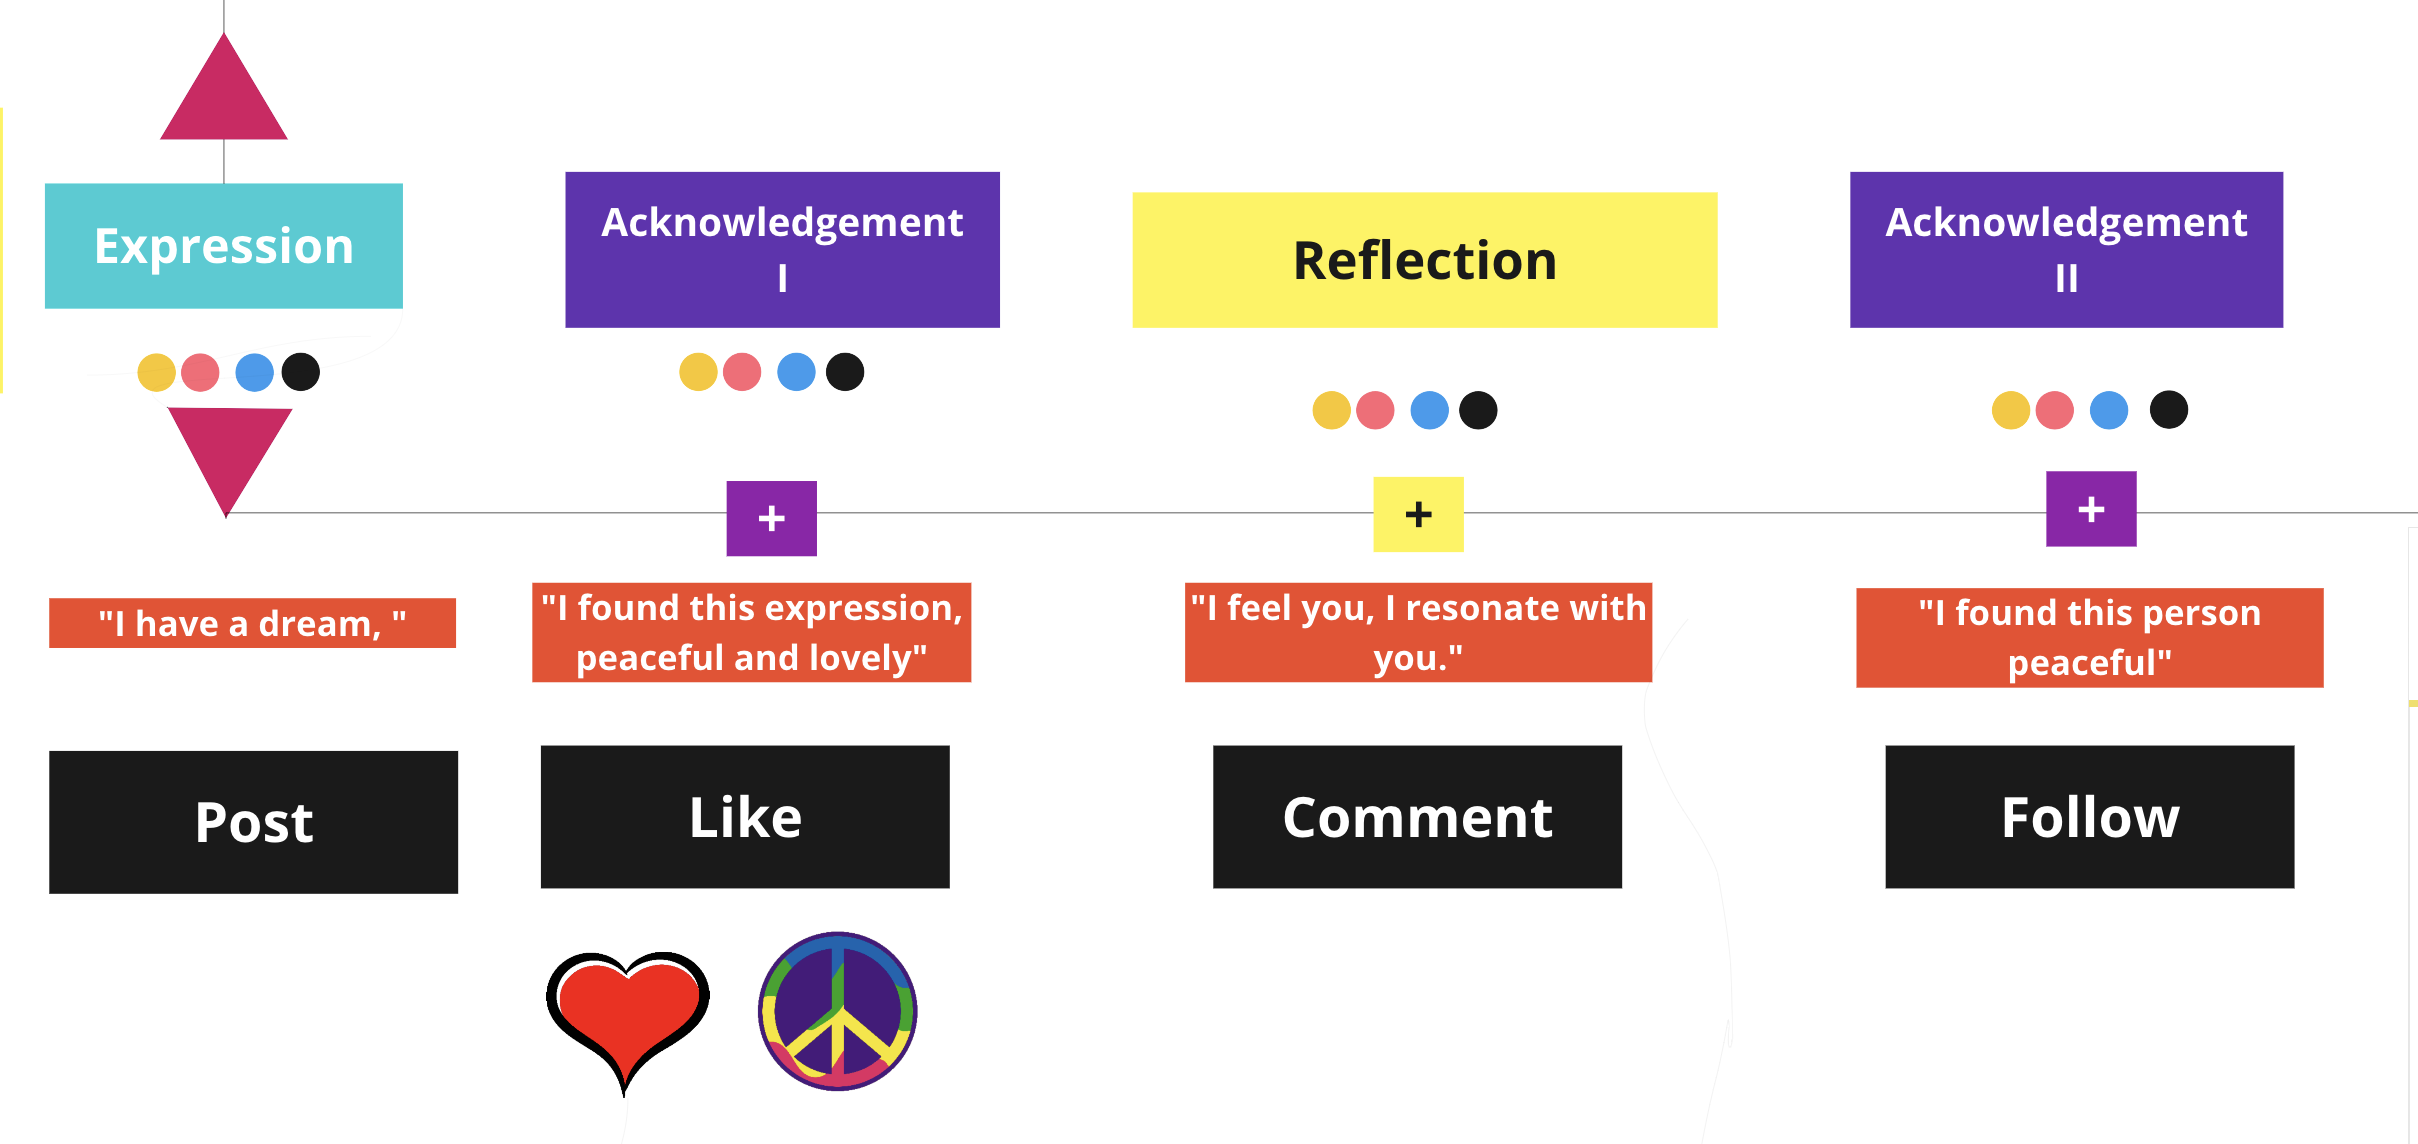 Expression
Acknowledgement
I
Reflection
Acknowledgement
II
+
+
+
"I have a dream, "
"I found this expression,
peaceful and lovely"
"I feel you, I resonate with
you."
"I found this person
peaceful"
Post
Like
Comment
Follow